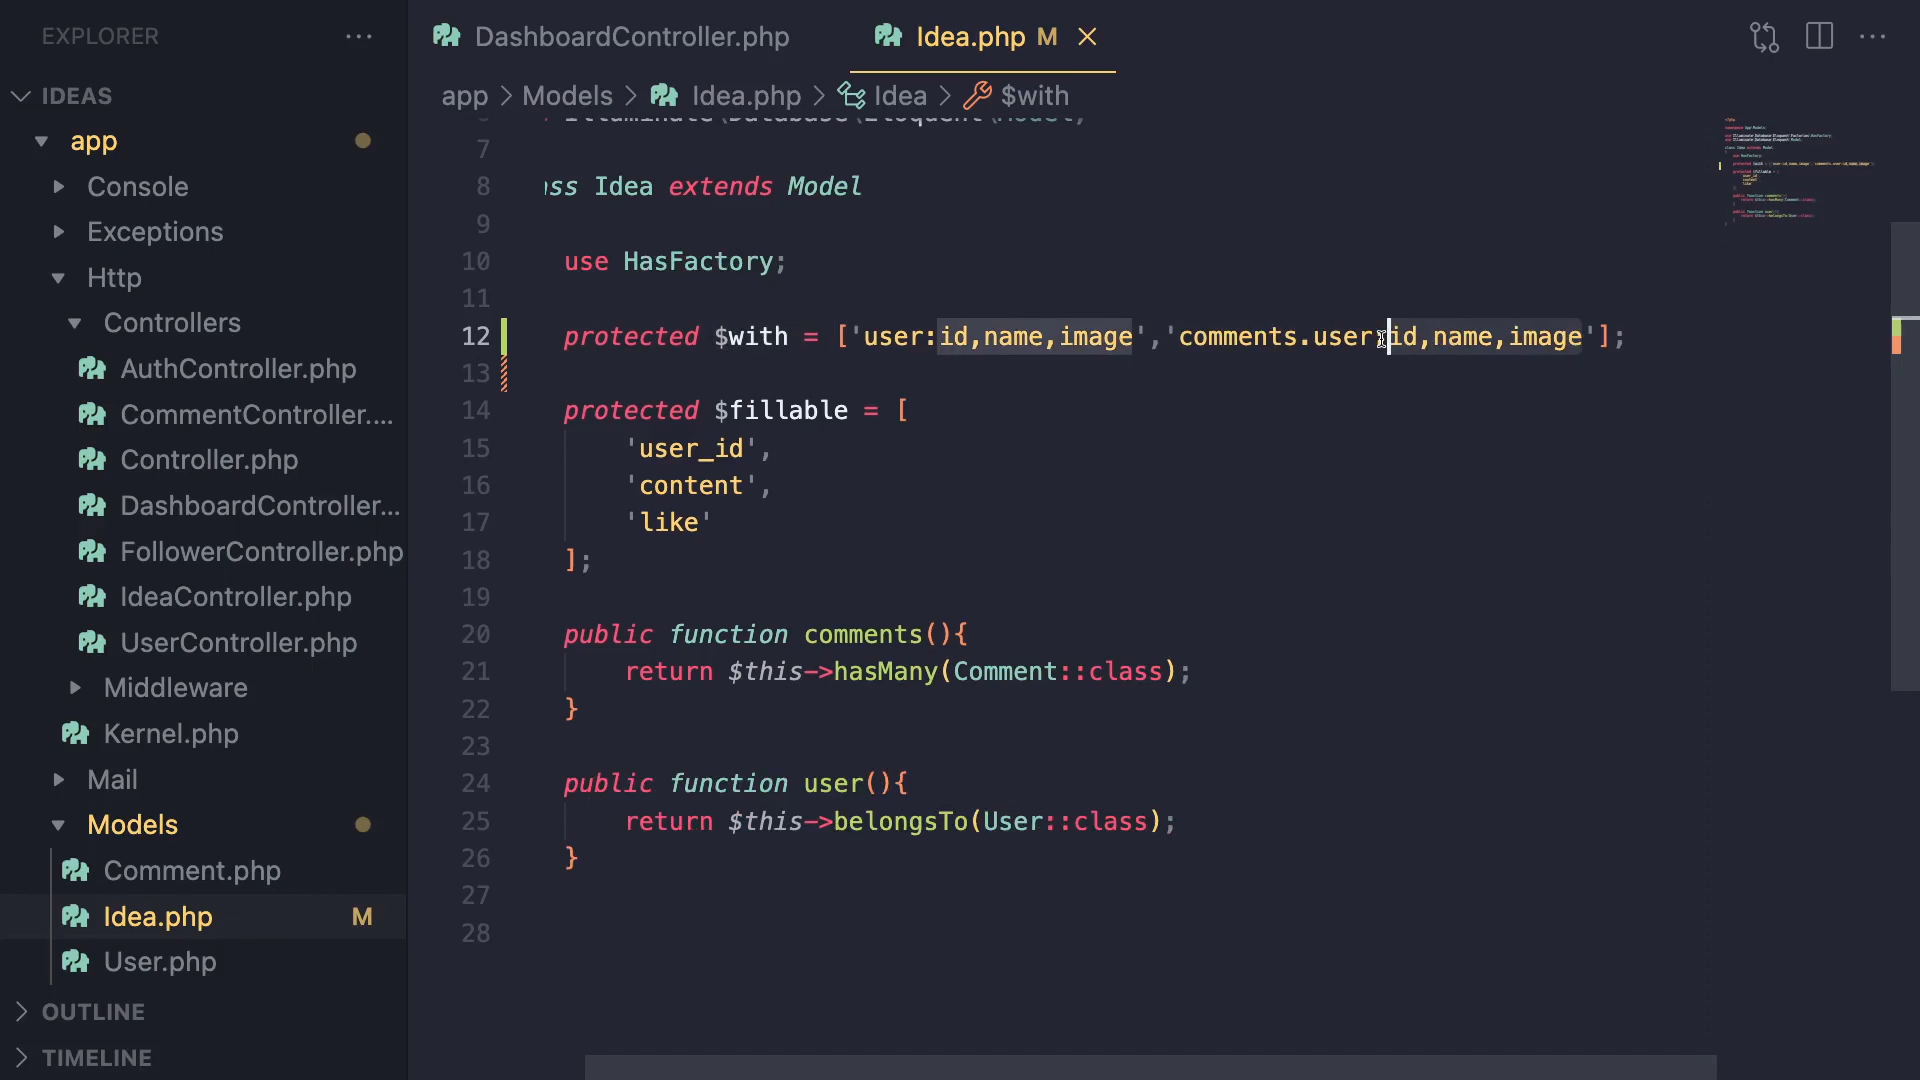 EXPLORER
IDEAS
app
Console
Exceptions
Http
Controllers
AuthController.php
CommentController....
Controller.php
DashboardController...
FollowerController.php
IdeaController.php
UserController.php
Middleware
Kernel.php
Mail
Models
Comment.php
Idea.php M
User.php
OUTLINE
TIMELINE
DashboardController.php
Idea.php M
app > Models > Idea.php > Idea > $with
Illuminate\Database\Eloquent\Model;
7
8 ass Idea extends Model
9
10 use HasFactory;
11
12 protected $with = ['user:id,name,image','comments.user:id,name,image'];
13
14 protected $fillable = [
15 'user_id',
16 'content',
17 'like'
18 ];
19
20 public function comments(){
21 return $this->hasMany(Comment::class);
22 }
23
24 public function user(){
25 return $this->belongsTo(User::class);
26 }
27
28